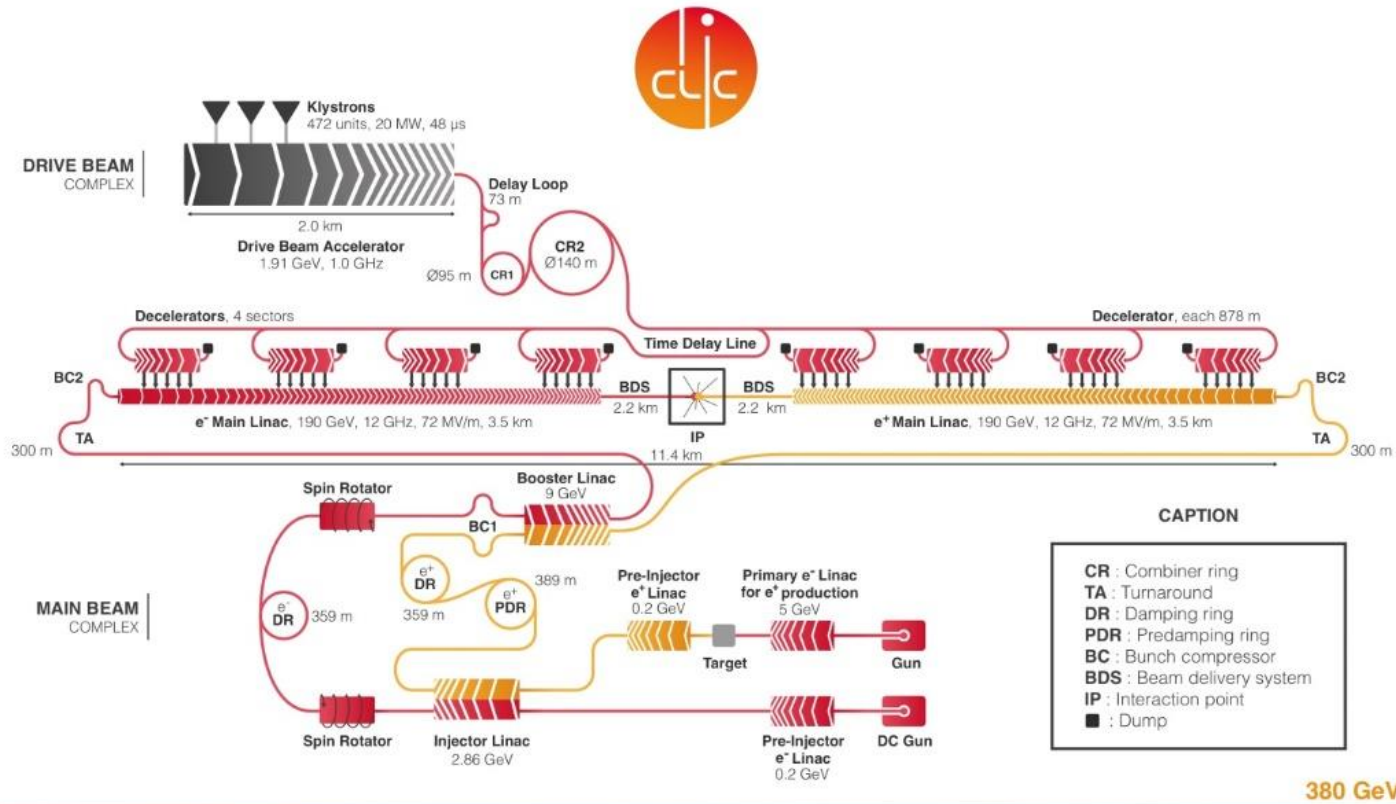 clic
Klystrons
472 units, 20 MW, 48 μs
DRIVE BEAM
COMPLEX
Delay Loop
73 m
2.0 km
Drive Beam Accelerator
1.91 GeV, 1.0 GHz
CR2
Ø140 m
Ø95 m
CR1
Decelerators, 4 sectors
Decelerator, each 878 m
Time Delay Line
BC2
BDS
BDS
BC2
2.2 km
2.2 km
e⁻ Main Linac, 190 GeV, 12 GHz, 72 MV/m, 3.5 km
e⁺ Main Linac, 190 GeV, 12 GHz, 72 MV/m, 3.5 km
IP
TA
TA
300 m
300 m
11.4 km
Spin Rotator
Booster Linac
9 GeV
BC1
CAPTION
CR : Combiner ring
TA : Turnaround
DR : Damping ring
PDR : Predamping ring
BC : Bunch compressor
BDS : Beam delivery system
IP : Interaction point
: Dump
e⁺
DR
359 m
389 m
e⁺
PDR
MAIN BEAM
COMPLEX
e⁻
DR
359 m
Pre-Injector
e⁺ Linac
0.2 GeV
Primary e⁻ Linac
for e⁺ production
5 GeV
Target
Gun
Spin Rotator
Injector Linac
2.86 GeV
Pre-Injector
e⁻ Linac
0.2 GeV
DC Gun
380 GeV